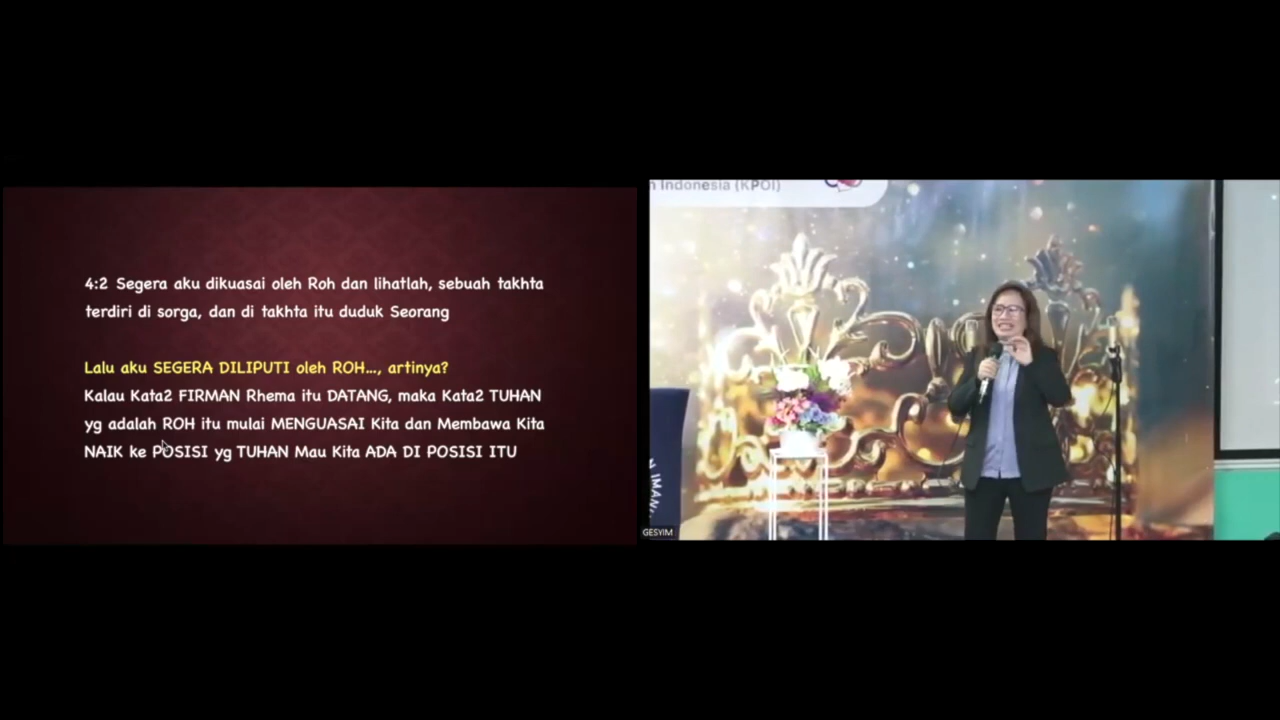 4:2 Segera aku dikuasai oleh Roh dan lihatlah, sebuah takhta
terdiri di sorga, dan di takhta itu duduk Seorang
Lalu aku SEGERA DILIPUTI oleh ROH..., artinya?
Kalau Kata2 FIRMAN Rhema itu DATANG, maka Kata2 TUHAN
yg adalah ROH itu mulai MENGUASAI Kita dan Membawa Kita
NAIK ke POSISI yg TUHAN Mau Kita ADA DI POSISI ITU
n Indonesia (KPOI)
N IMAN
GESYIM